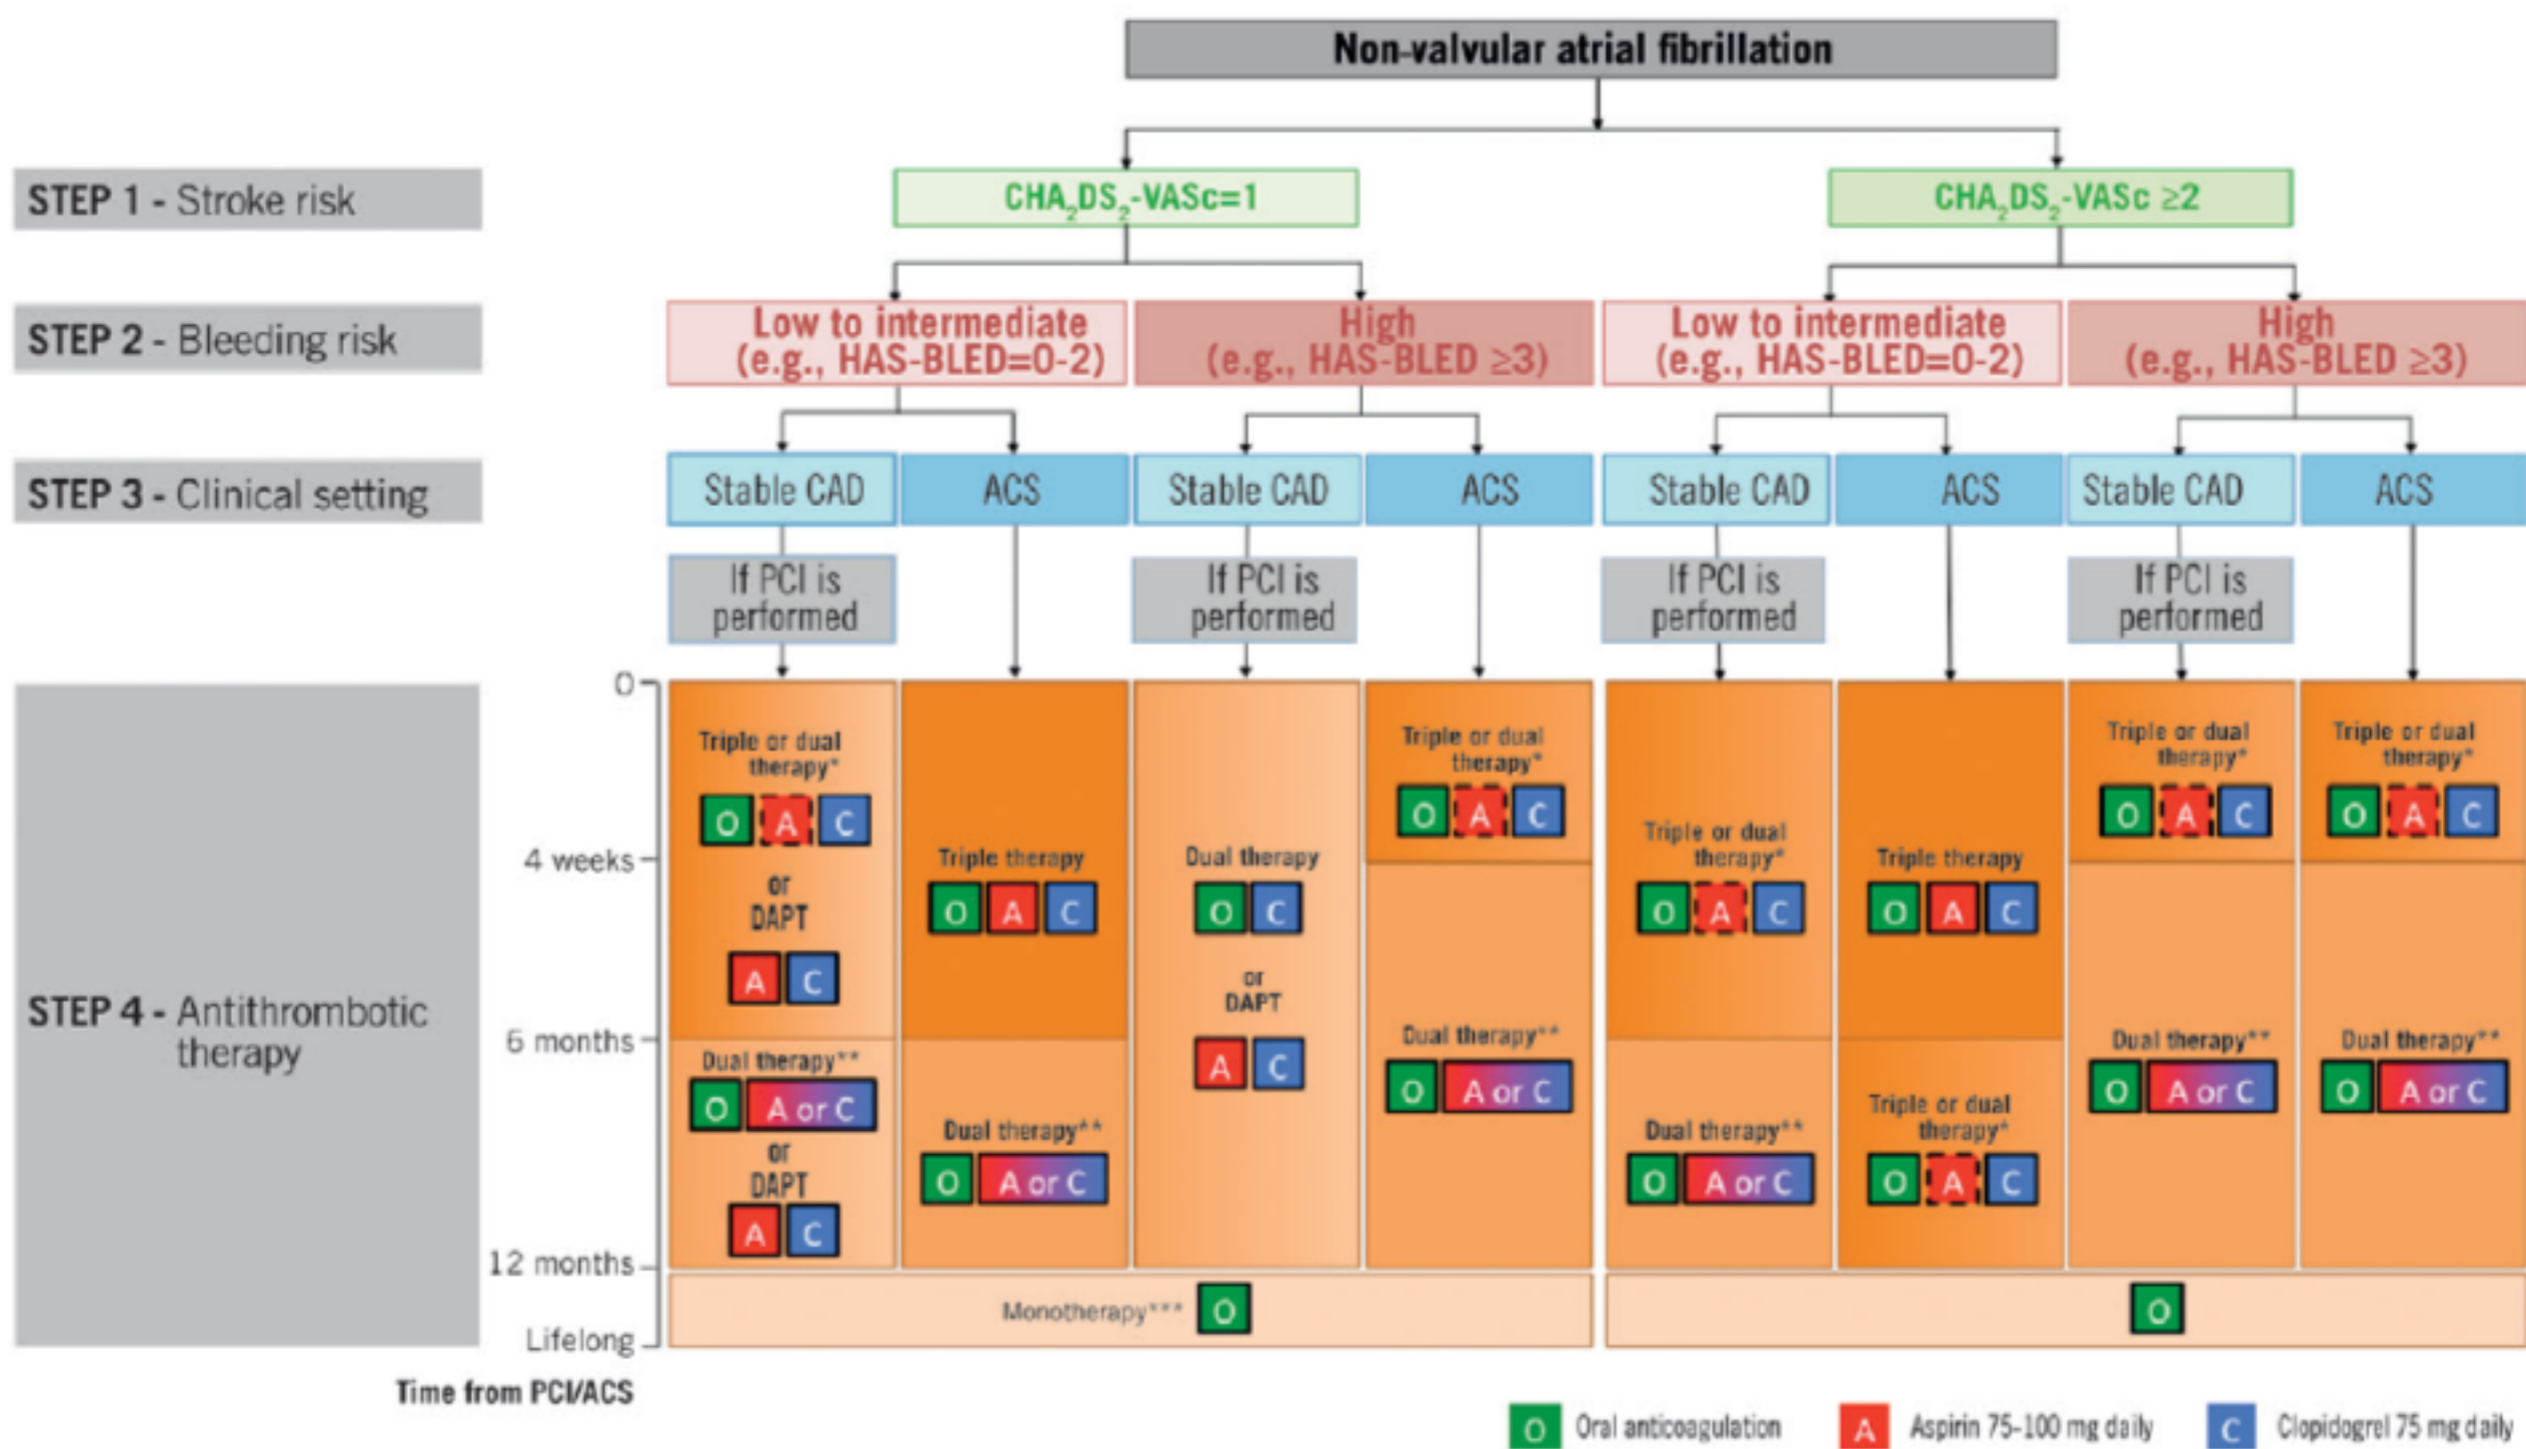 Non-valvular atrial fibrillation
STEP 1 - Stroke risk
CHA2DS2-VASc=1
CHA2DS2-VASc ≥2
STEP 2 - Bleeding risk
Low to intermediate
(e.g., HAS-BLED=0-2)
High
(e.g., HAS-BLED ≥3)
Low to intermediate
(e.g., HAS-BLED=0-2)
High
(e.g., HAS-BLED ≥3)
STEP 3 - Clinical setting
Stable CAD
ACS
Stable CAD
ACS
Stable CAD
ACS
Stable CAD
ACS
If PCI is
performed
If PCI is
performed
If PCI is
performed
If PCI is
performed
STEP 4 - Antithrombotic
therapy
0
4 weeks
6 months
12 months
Lifelong
Time from PCI/ACS
Triple or dual
therapy*
O A C
or
DAPT
A C
Dual therapy**
O A or C
or
DAPT
A C
Triple therapy
O A C
Dual therapy**
O A or C
Dual therapy
O C
or
DAPT
A C
Triple or dual
therapy*
O A C
Dual therapy**
O A or C
Triple or dual
therapy*
O A C
Dual therapy**
O A or C
Triple therapy
O A C
Triple or dual
therapy*
O A C
Triple or dual
therapy*
O A C
Dual therapy**
O A or C
Triple or dual
therapy*
O A C
Dual therapy**
O A or C
Monotherapy*** O
O
O Oral anticoagulation
A Aspirin 75-100 mg daily
C Clopidogrel 75 mg daily